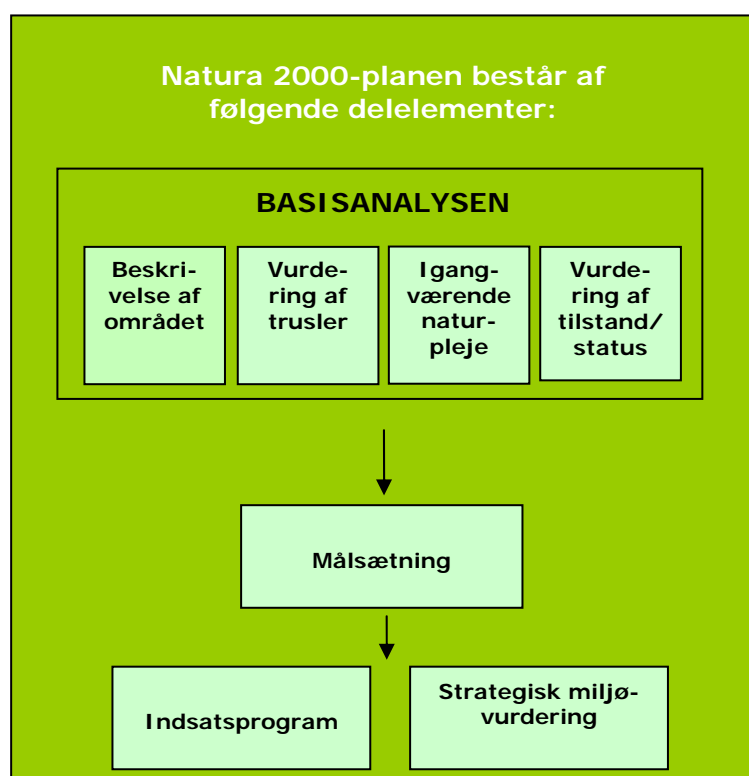 Natura 2000-planen består af
følgende delelementer:
BASISANALYSEN
Beskri-
velse af
området
Vurde-
ring af
trusler
Igang-
værende
natur-
pleje
Vurde-
ring af
tilstand/
status
Målsætning
Indsatsprogram
Strategisk miljø-
vurdering